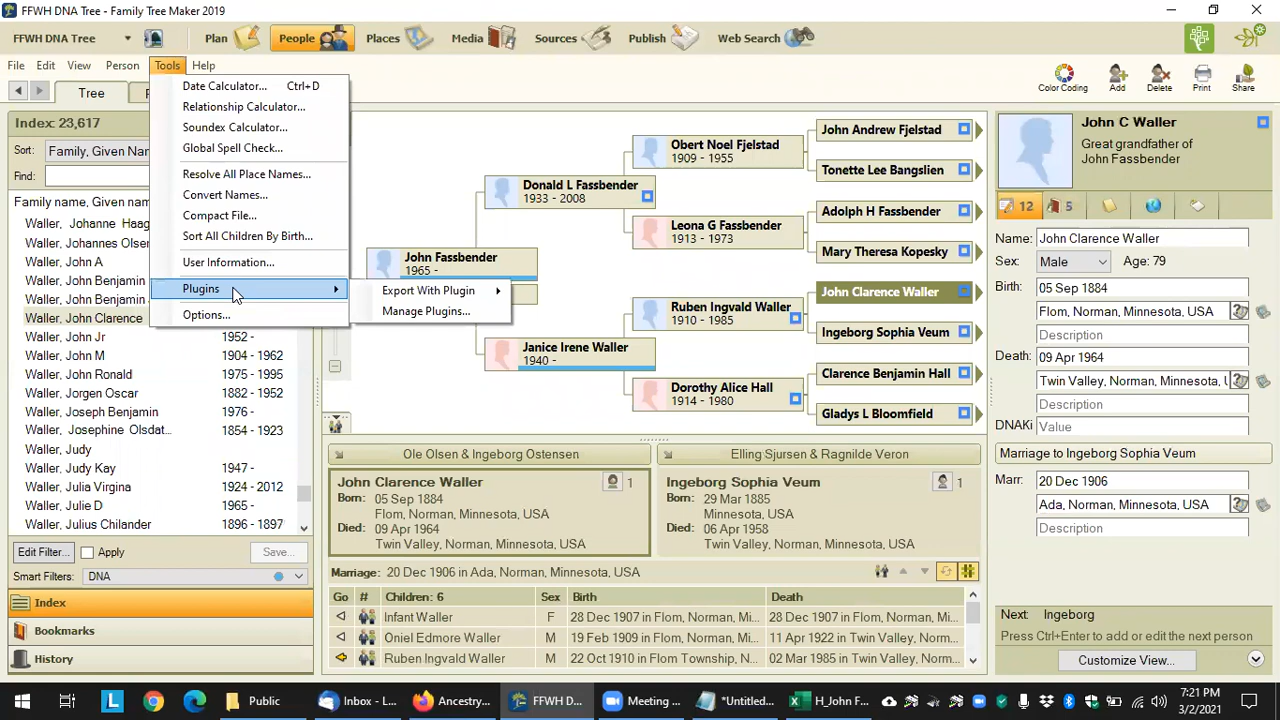 FFWH DNA Tree - Family Tree Maker 2019
FFWH DNA Tree
Plan
People
Places
Media
Sources
Publish
Web Search
File Edit View Person Tools Help
Tree
P
Color Coding
Add
Delete
Print
Share
Date Calculator... Ctrl+D
Relationship Calculator...
Soundex Calculator...
Global Spell Check...
Resolve All Place Names...
Convert Names...
Compact File...
Sort All Children By Birth...
User Information...
Plugins
Options...
Export With Plugin
Manage Plugins...
Index: 23,617
Sort: Family, Given Nam
Find:
Family name, Given name
Waller, Johanne Haag
Waller, Johannes Olsen
Waller, John A
Waller, John Benjamin
Waller, John Benjamin
Waller, John Clarence
Waller, John Jr 1952 -
Waller, John M 1904 - 1962
Waller, John Ronald 1975 - 1995
Waller, Jorgen Oscar 1882 - 1952
Waller, Joseph Benjamin 1976 -
Waller, Josephine Olsdat... 1854 - 1923
Waller, Judy
Waller, Judy Kay 1947 -
Waller, Julia Virgina 1924 - 2012
Waller, Julie D 1965 -
Waller, Julius Chilander 1896 - 1897
Edit Filter... Apply Save...
Smart Filters: DNA
Index
Bookmarks
History
John Fassbender
1965 -
Donald L Fassbender
1933 - 2008
Janice Irene Waller
1940 -
Obert Noel Fjelstad
1909 - 1955
Leona G Fassbender
1913 - 1973
Ruben Ingvald Waller
1910 - 1985
Dorothy Alice Hall
1914 - 1980
John Andrew Fjelstad
Tonette Lee Bangslien
Adolph H Fassbender
Mary Theresa Kopesky
John Clarence Waller
Ingeborg Sophia Veum
Clarence Benjamin Hall
Gladys L Bloomfield
Ole Olsen & Ingeborg Ostensen
Elling Sjursen & Ragnilde Veron
John Clarence Waller 1
Born: 05 Sep 1884
Flom, Norman, Minnesota, USA
Died: 09 Apr 1964
Twin Valley, Norman, Minnesota, USA
Ingeborg Sophia Veum 1
Born: 29 Mar 1885
Minnesota, USA
Died: 06 Apr 1958
Twin Valley, Norman, Minnesota, USA
Marriage: 20 Dec 1906 in Ada, Norman, Minnesota, USA
Go # Children: 6 Sex Birth Death
Infant Waller F 28 Dec 1907 in Flom, Norman, Mi... 28 Dec 1907 in Flom, Norman, Mi...
Oniel Edmore Waller M 19 Feb 1909 in Flom, Norman, Mi... 11 Apr 1922 in Twin Valley, Norm...
Ruben Ingvald Waller M 22 Oct 1910 in Flom Township, N... 02 Mar 1985 in Twin Valley, Norm...
John C Waller
Great grandfather of
John Fassbender
12
5
Name: John Clarence Waller
Sex: Male Age: 79
Birth: 05 Sep 1884
Flom, Norman, Minnesota, USA
Description
Death: 09 Apr 1964
Twin Valley, Norman, Minnesota, U
Description
DNAKi Value
Marriage to Ingeborg Sophia Veum
Marr: 20 Dec 1906
Ada, Norman, Minnesota, USA
Description
Next: Ingeborg
Press Ctrl+Enter to add or edit the next person
Customize View...
L
Public
Inbox - L...
Ancestry...
FFWH D...
Meeting ...
*Untitled...
H_John F...
7:21 PM
3/2/2021